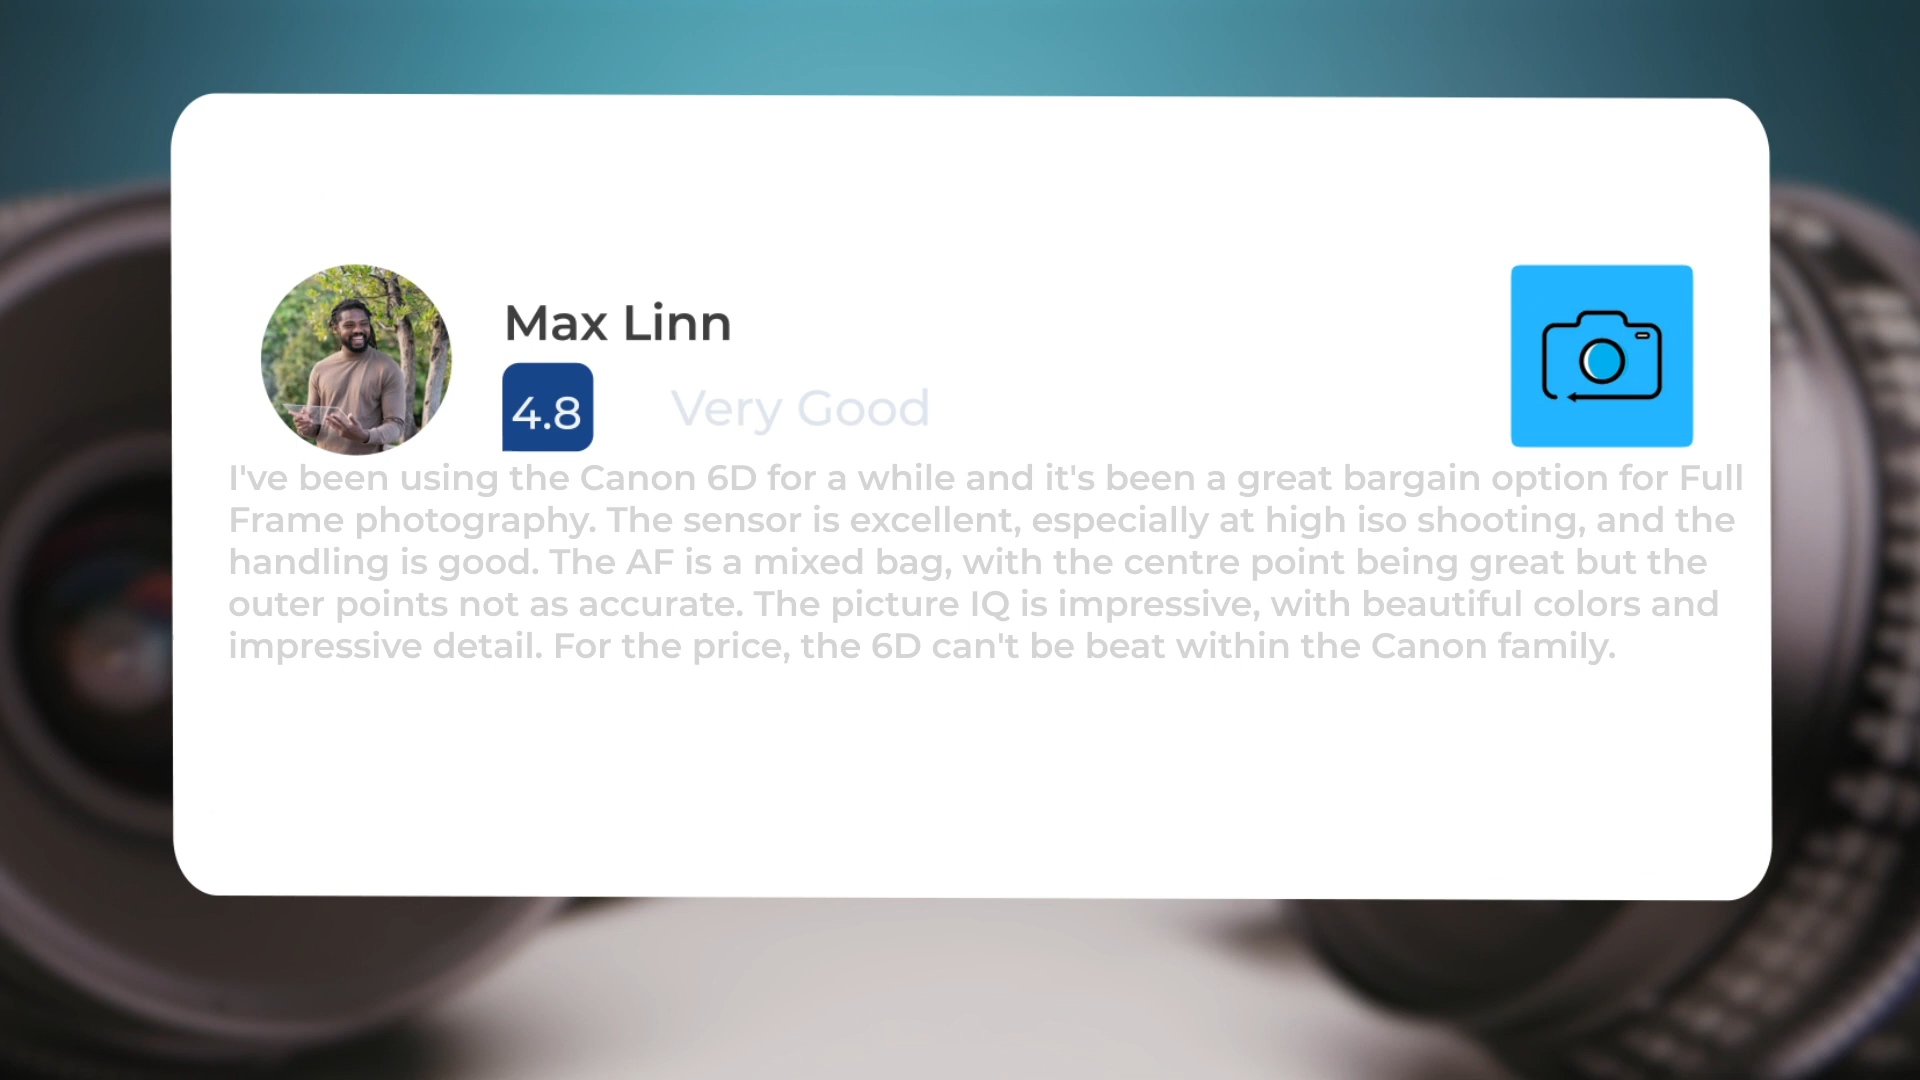 Max Linn
4.8
Very Good
I've been using the Canon 6D for a while and it's been a great bargain option for Full
Frame photography. The sensor is excellent, especially at high iso shooting, and the
handling is good. The AF is a mixed bag, with the centre point being great but the
outer points not as accurate. The picture IQ is impressive, with beautiful colors and
impressive detail. For the price, the 6D can't be beat within the Canon family.